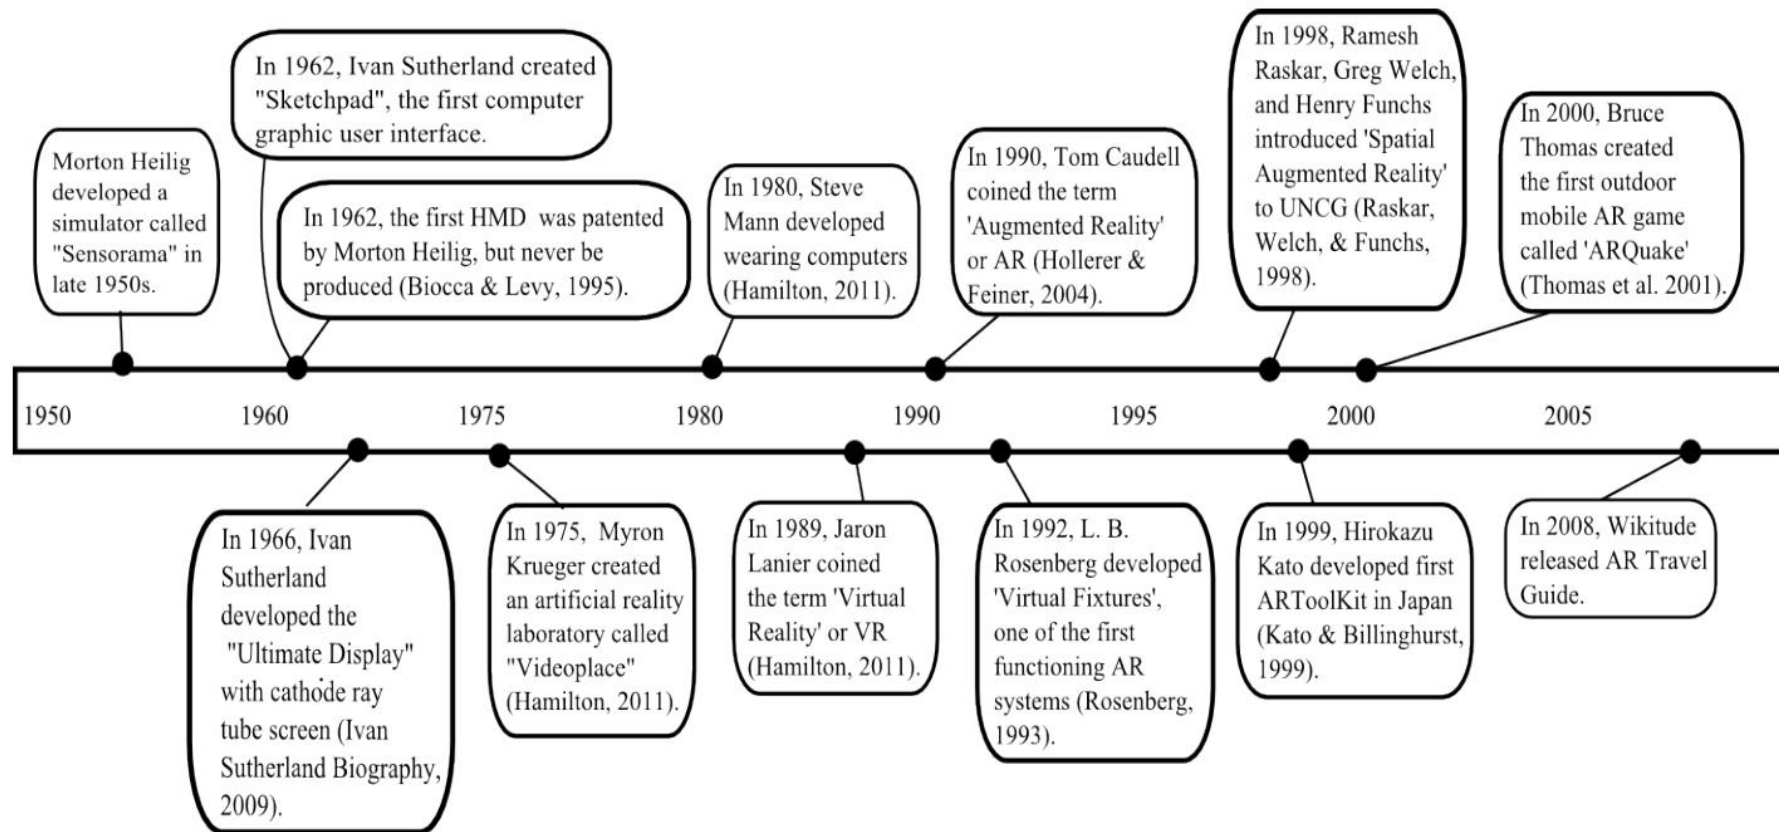 Morton Heilig
developed a
simulator called
"Sensorama" in
late 1950s.
In 1962, Ivan Sutherland created
"Sketchpad", the first computer
graphic user interface.
In 1962, the first HMD was patented
by Morton Heilig, but never be
produced (Biocca & Levy, 1995).
In 1980, Steve
Mann developed
wearing computers
(Hamilton, 2011).
In 1990, Tom Caudell
coined the term
'Augmented Reality'
or AR (Hollerer &
Feiner, 2004).
In 1998, Ramesh
Raskar, Greg Welch,
and Henry Funchs
introduced 'Spatial
Augmented Reality'
to UNCG (Raskar,
Welch, & Funchs,
1998).
In 2000, Bruce
Thomas created
the first outdoor
mobile AR game
called 'ARQuake'
(Thomas et al. 2001).
1950 1960 1975 1980 1990 1995 2000 2005
In 1966, Ivan
Sutherland
developed the
"Ultimate Display"
with cathode ray
tube screen (Ivan
Sutherland Biography,
2009).
In 1975, Myron
Krueger created
an artificial reality
laboratory called
"Videoplace"
(Hamilton, 2011).
In 1989, Jaron
Lanier coined
the term 'Virtual
Reality' or VR
(Hamilton, 2011).
In 1992, L. B.
Rosenberg developed
'Virtual Fixtures',
one of the first
functioning AR
systems (Rosenberg,
1993).
In 1999, Hirokazu
Kato developed first
ARToolKit in Japan
(Kato & Billinghurst,
1999).
In 2008, Wikitude
released AR Travel
Guide.